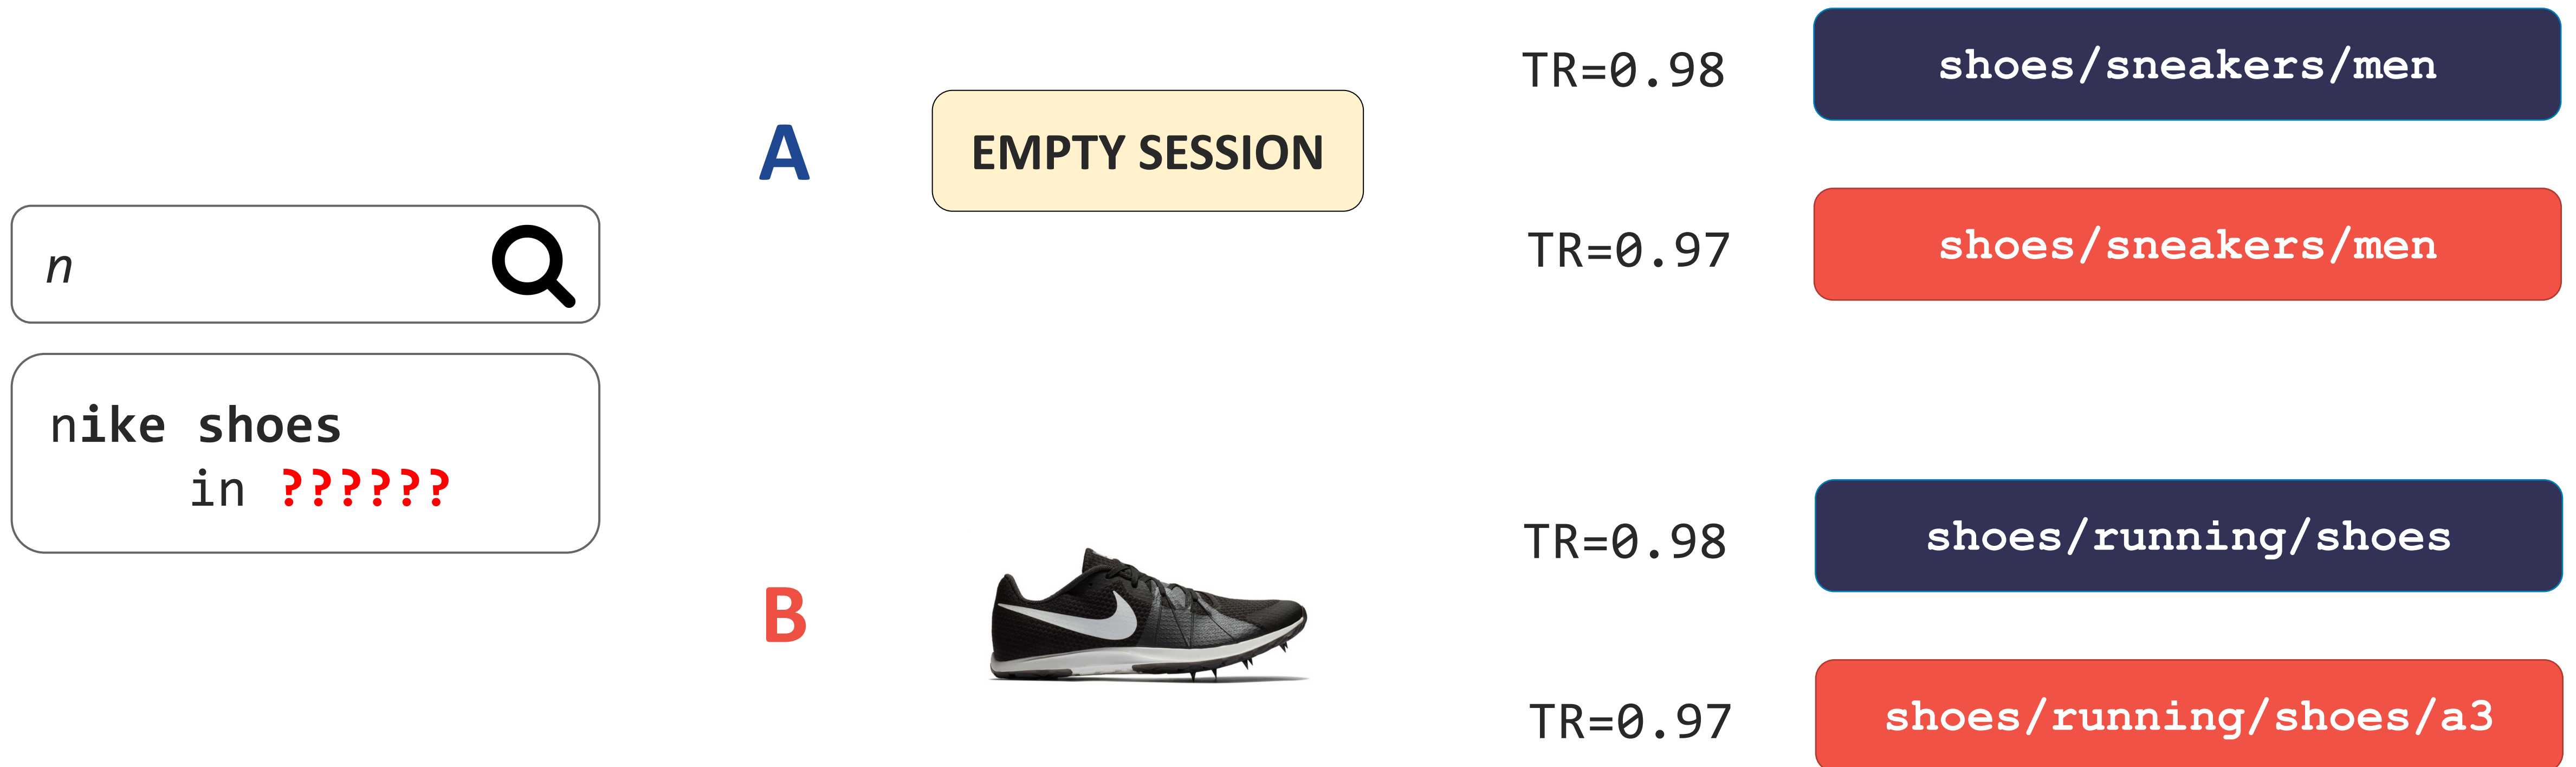 n
nike shoes
in ??????
A
EMPTY SESSION
TR=0.98
shoes/sneakers/men
TR=0.97
shoes/sneakers/men
B
TR=0.98
shoes/running/shoes
TR=0.97
shoes/running/shoes/a3